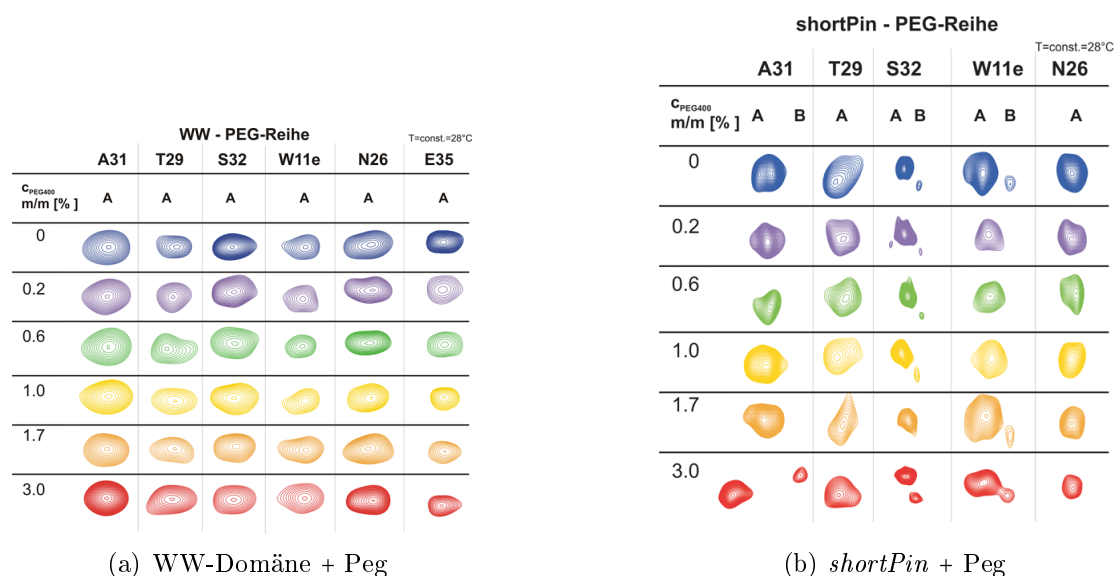 WW - PEG-Reihe
T=const.=28°C
A31 T29 S32 W11e N26 E35
cPEG400
m/m [%] A A A A A A
0
0.2
0.6
1.0
1.7
3.0
(a) WW-Domäne + Peg
shortPin - PEG-Reihe
T=const.=28°C
A31 T29 S32 W11e N26
cPEG400
m/m [%] A B A A B A B A
0
0.2
0.6
1.0
1.7
3.0
(b) shortPin + Peg